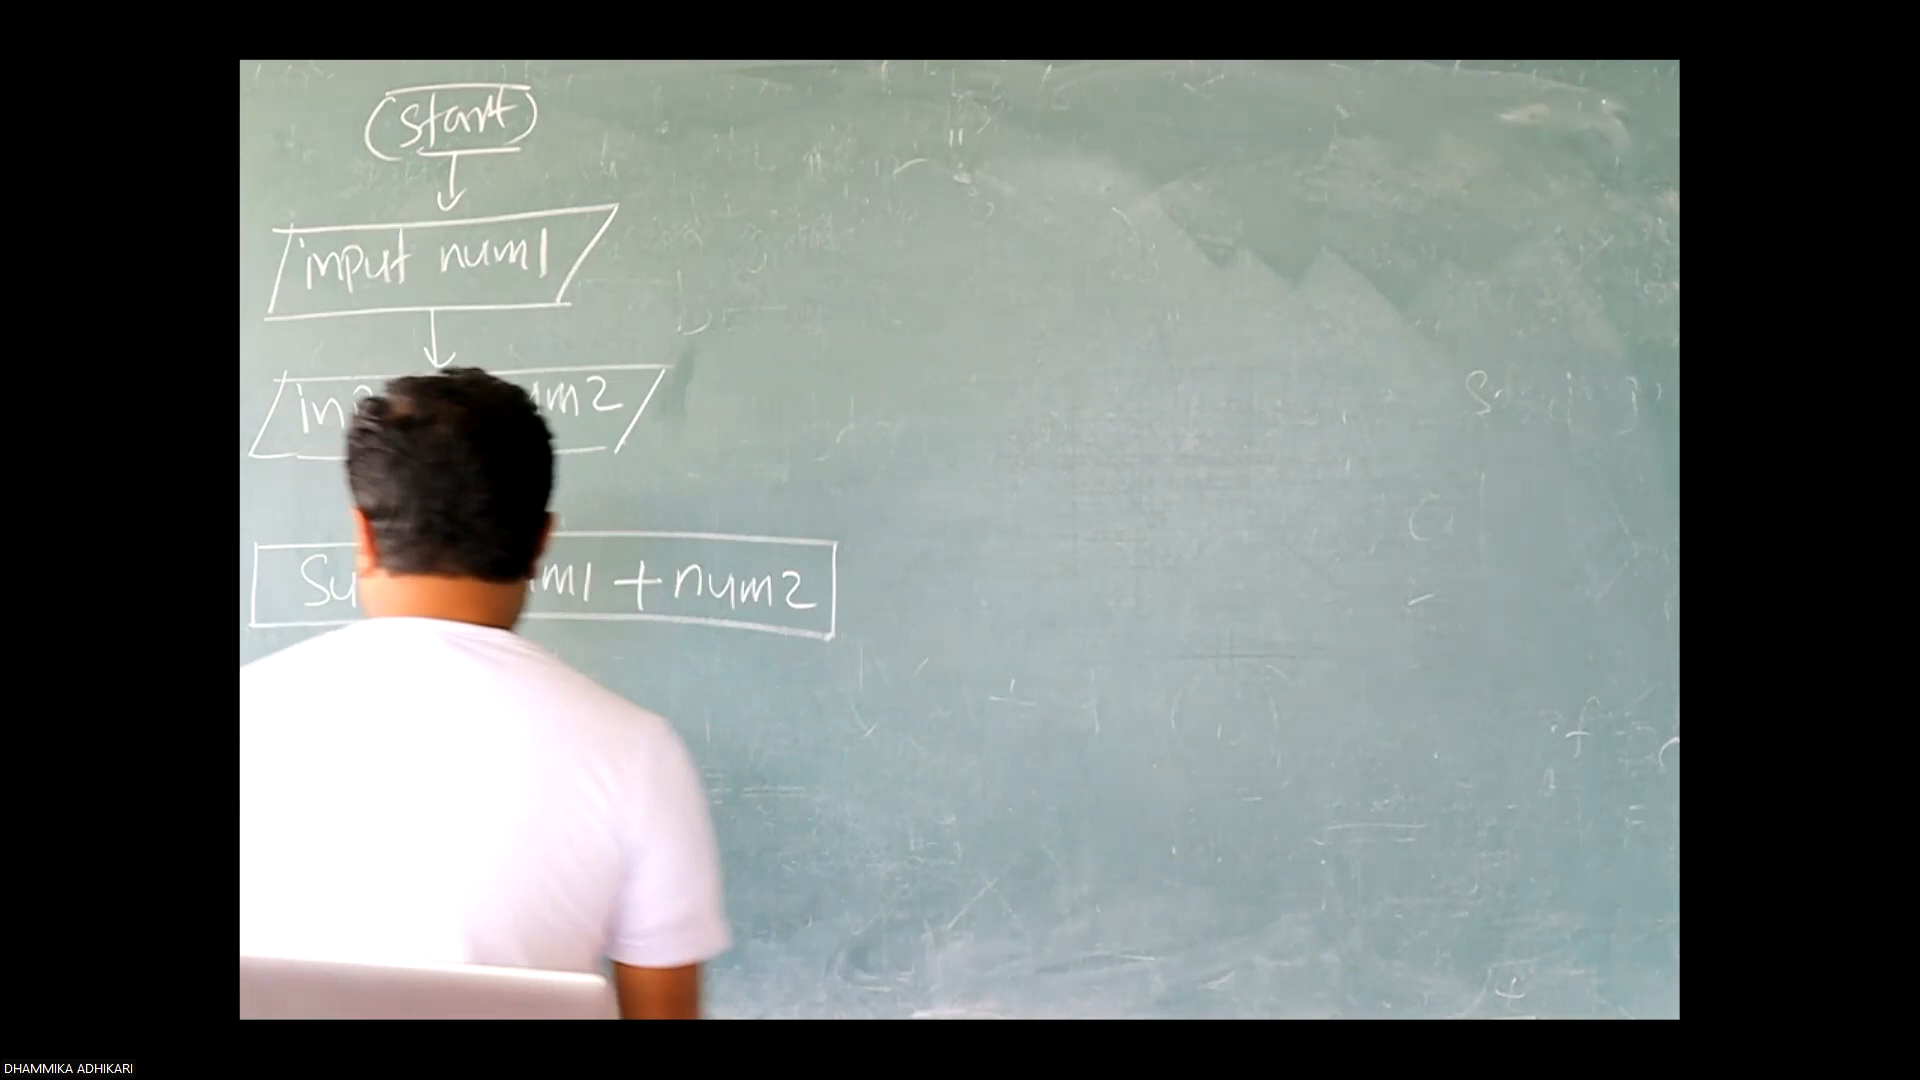 start
input num1
num2
num1 + num2
DHAMMIKA ADHIKARI